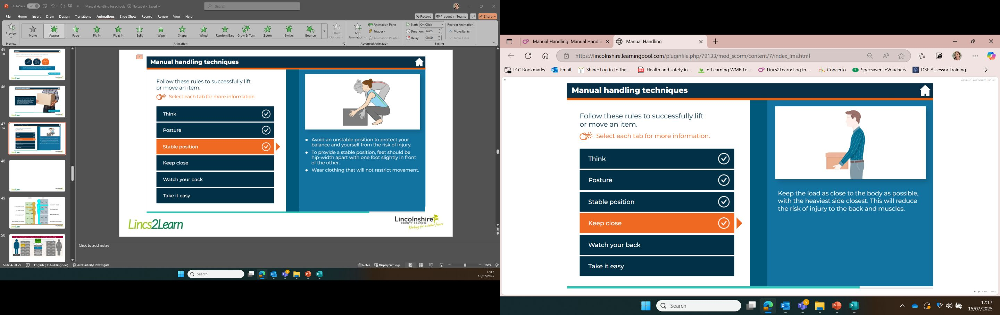 AutoSave
Manual Handling for schools
No Label • Saved
Search
File Home Insert Draw Design Transitions Animations Slide Show Record Review View Help
Record
Present in Teams
Share
Preview
None
Appear
Fade
Fly In
Float In
Split
Wipe
Shape
Wheel
Random Bars
Grow & Turn
Zoom
Swivel
Bounce
Effect
Options
Add
Animation
Animation Pane
Trigger
Animation Painter
Start: On Click
Duration: Auto
Delay: 00.00
Reorder Animation
Move Earlier
Move Later
Preview
Animation
Advanced Animation
Timing
45
46
47
48
49
50
3
Manual handling techniques
Follow these rules to successfully lift
or move an item.
Select each tab for more information.
Think
Posture
Stable position
Keep close
Watch your back
Take it easy
Avoid an unstable position to protect your
balance and yourself from the risk of injury.
To provide a stable position, feet should be
hip-width apart with one foot slightly in front
of the other.
Wear clothing that will not restrict movement.
Lincs2Learn
Lincolnshire
COUNTY COUNCIL
Working for a better future
Click to add notes
Slide 47 of 79
English (United Kingdom)
Accessibility: Investigate
Notes
Display Settings
100%
Search
17:17
15/07/2025
Manual Handling: Manual Handli
Manual Handling
https://lincolnshire.learningpool.com/pluginfile.php/79133/mod_scorm/content/7/index_lms.html
LCC Bookmarks
Email
Shine: Log in to the...
Health and safety in...
e-Learning WMB Le...
Lincs2Learn: Log in...
Concerto
Specsavers eVouchers
DSE Assessor Training
Manual handling techniques
Follow these rules to successfully lift
or move an item.
Select each tab for more information.
Think
Posture
Stable position
Keep close
Watch your back
Take it easy
Keep the load as close to the body as possible,
with the heaviest side closest. This will reduce
the risk of injury to the back and muscles.
Search
17:17
15/07/2025